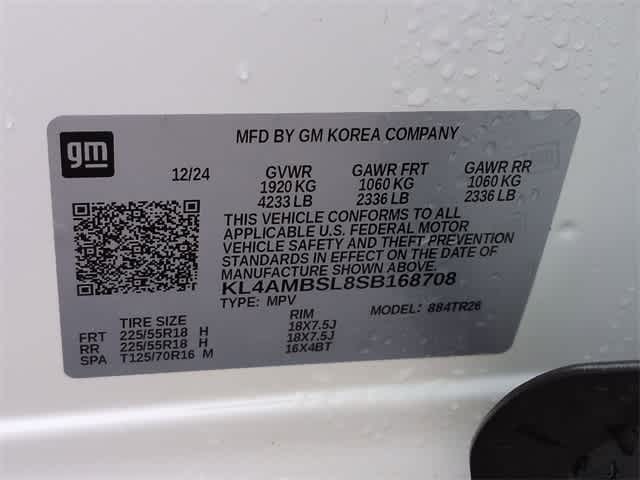 MFD BY GM KOREA COMPANY
gm
12/24 GVWR GAWR FRT GAWR RR
1920 KG 1060 KG 1060 KG
4233 LB 2336 LB 2336 LB
THIS VEHICLE CONFORMS TO ALL
APPLICABLE U.S. FEDERAL MOTOR
VEHICLE SAFETY AND THEFT PREVENTION
STANDARDS IN EFFECT ON THE DATE OF
MANUFACTURE SHOWN ABOVE.
KL4AMBSL8SB168708
TYPE: MPV MODEL: 884TR26
TIRE SIZE RIM
FRT 225/55R18 H 18X7.5J
RR 225/55R18 H 18X7.5J
SPA T125/70R16 M 16X4BT